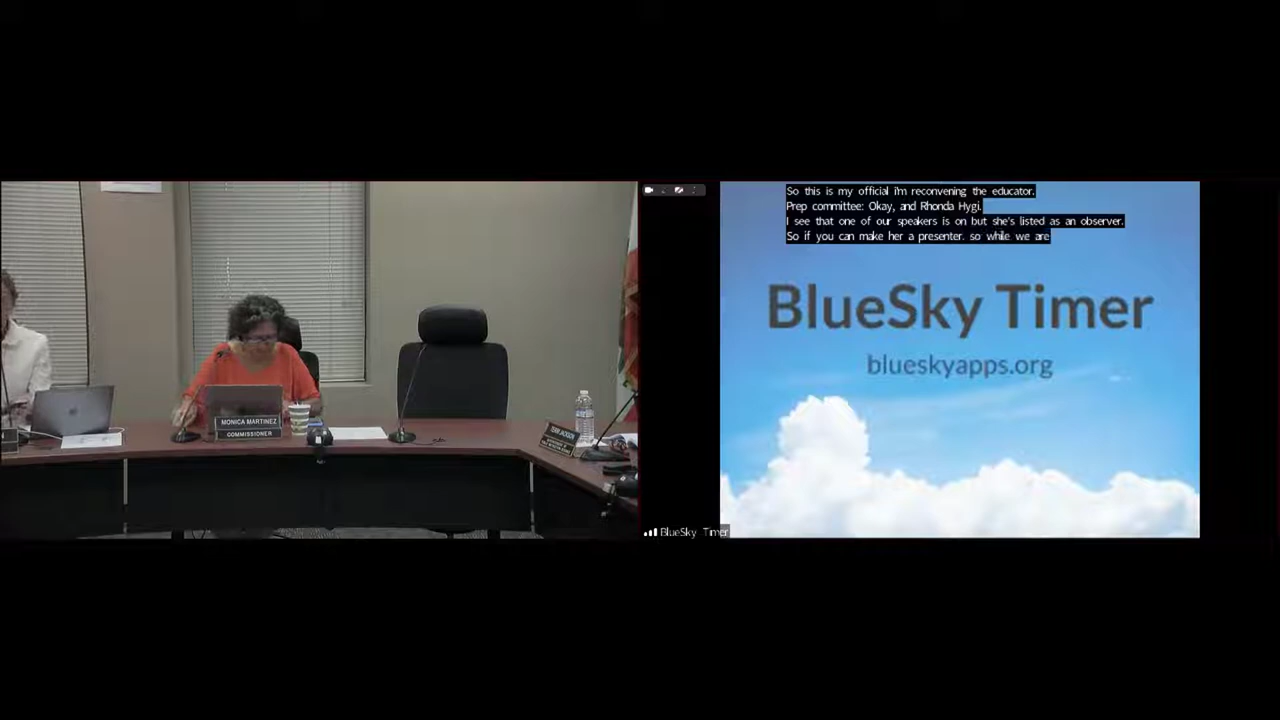 So this is my official i'm reconvening the educator.
Prep committee: Okay, and Rhonda Hygi.
I see that one of our speakers is on but she's listed as an observer.
So if you can make her a presenter. so while we are
BlueSky Timer
blueskyapps.org
MONICA MARTINEZ
COMMISSIONER
TERRI JACKSON
BlueSky Timer